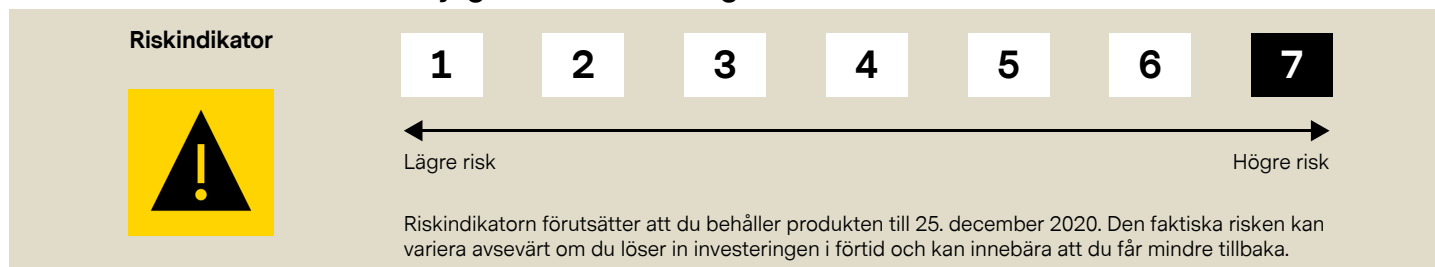 Riskindikator
1 2 3 4 5 6 7
Lägre risk Högre risk
Riskindikatorn förutsätter att du behåller produkten till 25. december 2020. Den faktiska risken kan
variera avsevärt om du löser in investeringen i förtid och kan innebära att du får mindre tillbaka.